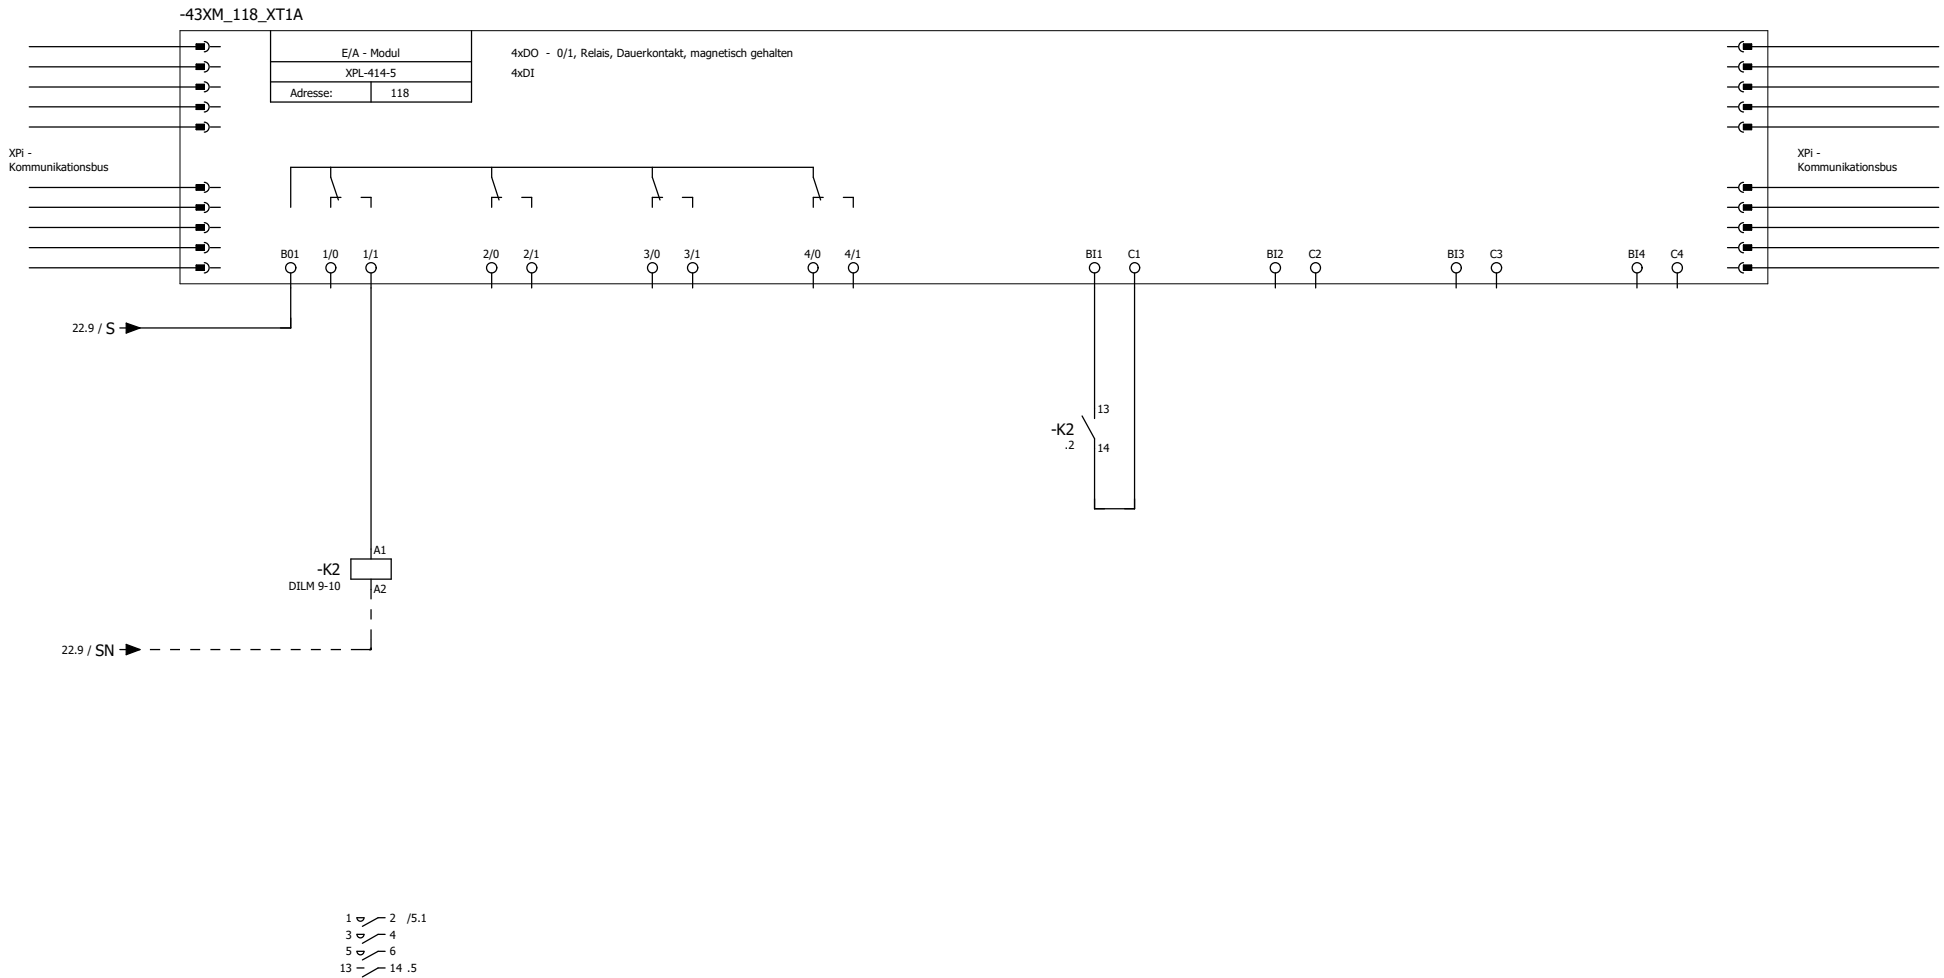 -43XM_118_XT1A
E/A - Modul
XPL-414-5
Adresse: 118
4xDO - 0/1, Relais, Dauerkontakt, magnetisch gehalten
4xDI
XPi -
Kommunikationsbus
XPi -
Kommunikationsbus
B01 1/0 1/1 2/0 2/1 3/0 3/1 4/0 4/1 BI1 C1 BI2 C2 BI3 C3 BI4 C4
22.9 / S
13
-K2
.2
14
A1
-K2
DILM 9-10
A2
22.9 / SN
1 2 /5.1
3 4
5 6
13 14 .5